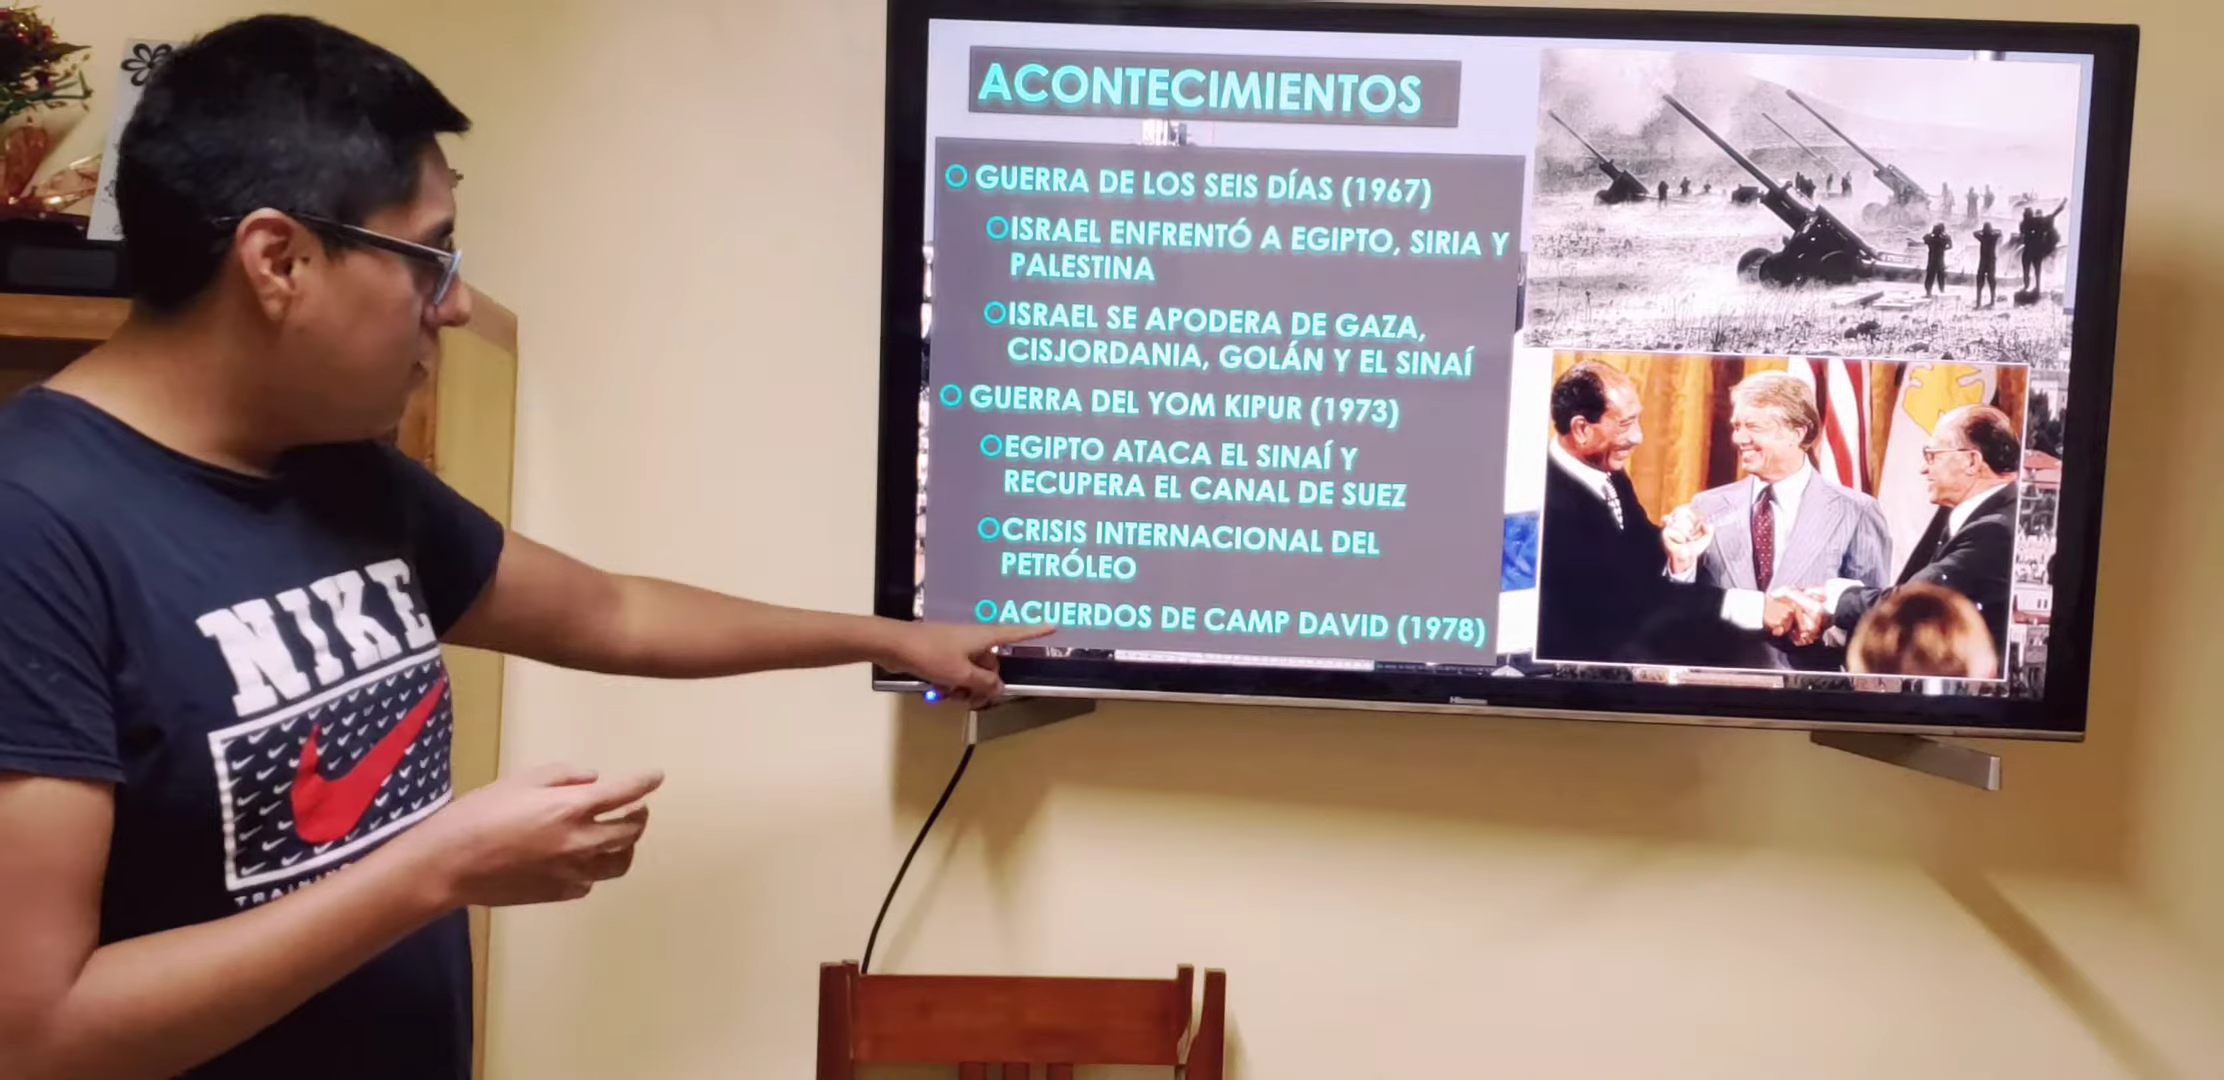 ACONTECIMIENTOS
GUERRA DE LOS SEIS DÍAS (1967)
ISRAEL ENFRENTÓ A EGIPTO, SIRIA Y
PALESTINA
ISRAEL SE APODERA DE GAZA,
CISJORDANIA, GOLÁN Y EL SINAÍ
GUERRA DEL YOM KIPUR (1973)
EGIPTO ATACA EL SINAÍ Y
RECUPERA EL CANAL DE SUEZ
CRISIS INTERNACIONAL DEL
PETRÓLEO
ACUERDOS DE CAMP DAVID (1978)
Hisense
NIKE